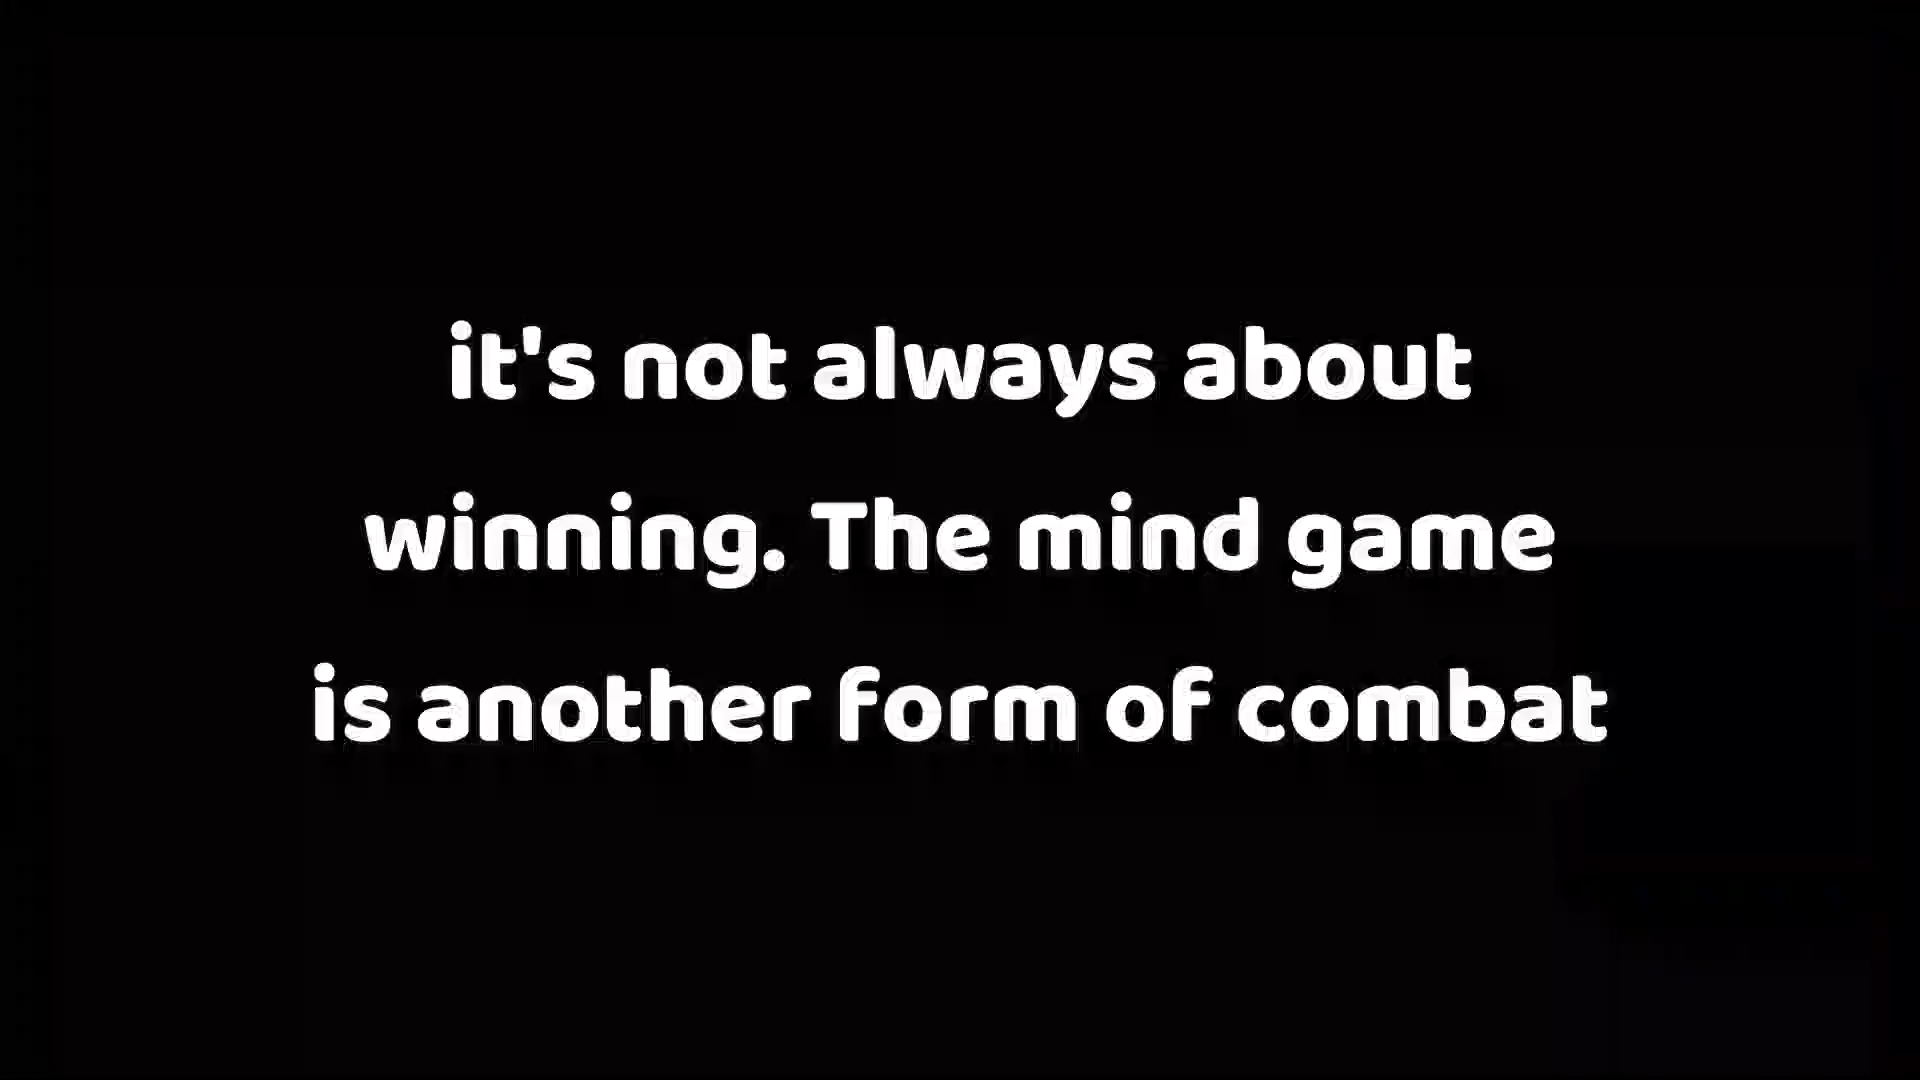 it's not always about
winning. The mind game
is another form of combat